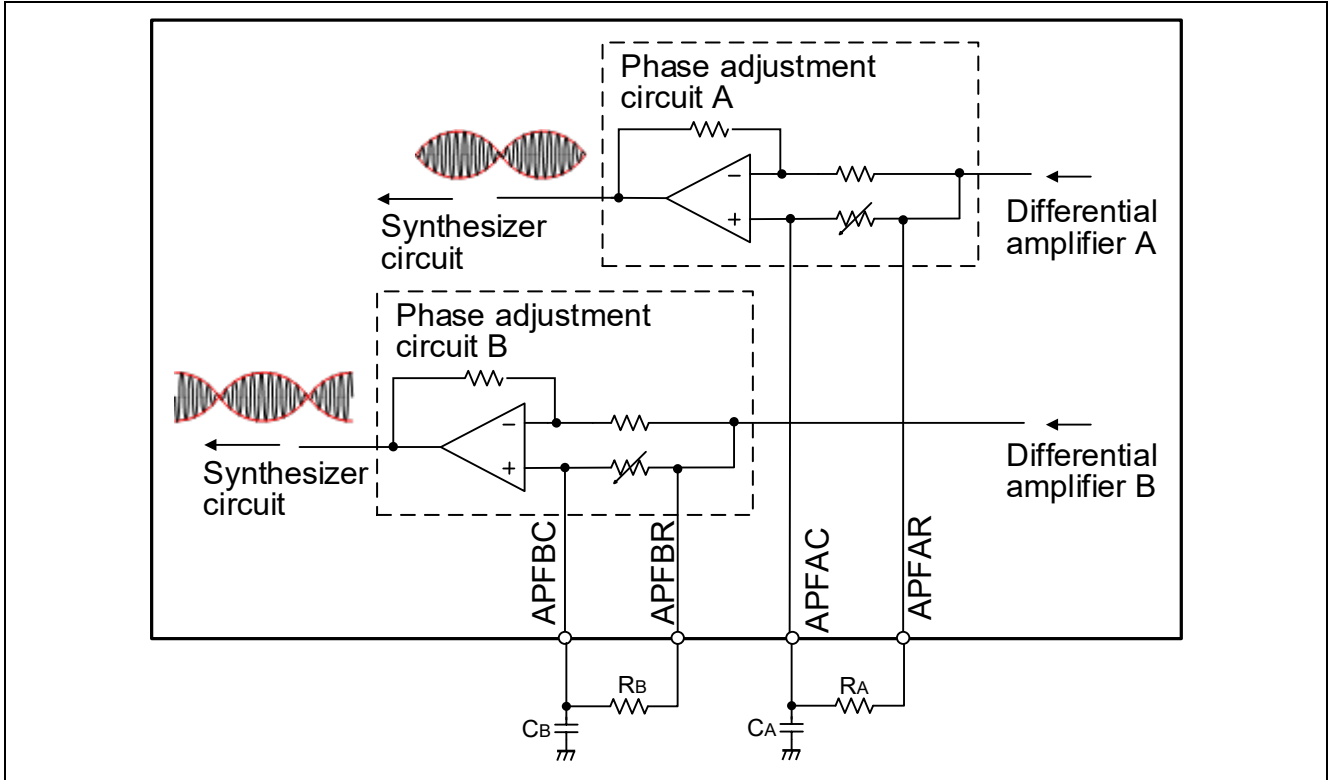 Phase adjustment
circuit A
−
+
Synthesizer
circuit
Differential
amplifier A
Phase adjustment
circuit B
−
+
Synthesizer
circuit
Differential
amplifier B
APFBC
APFBR
APFAC
APFAR
RB
RA
CB
CA